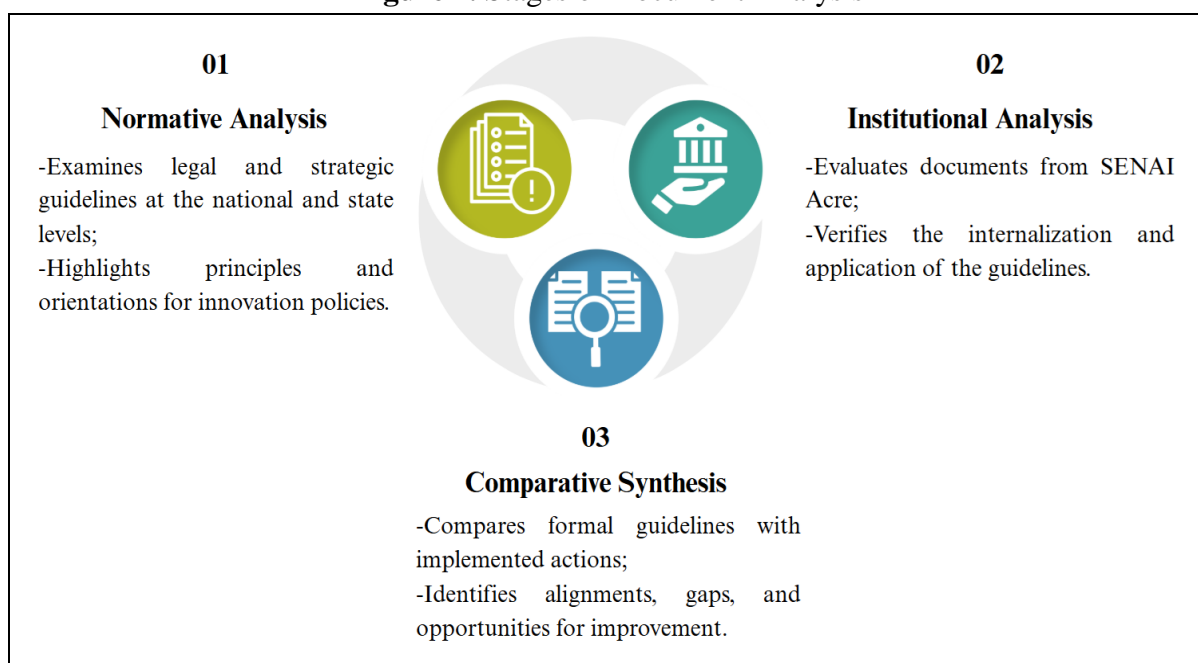 01
Normative Analysis
-Examines legal and strategic
guidelines at the national and state
levels;
-Highlights principles and
orientations for innovation policies.
02
Institutional Analysis
-Evaluates documents from SENAI
Acre;
-Verifies the internalization and
application of the guidelines.
03
Comparative Synthesis
-Compares formal guidelines with
implemented actions;
-Identifies alignments, gaps, and
opportunities for improvement.